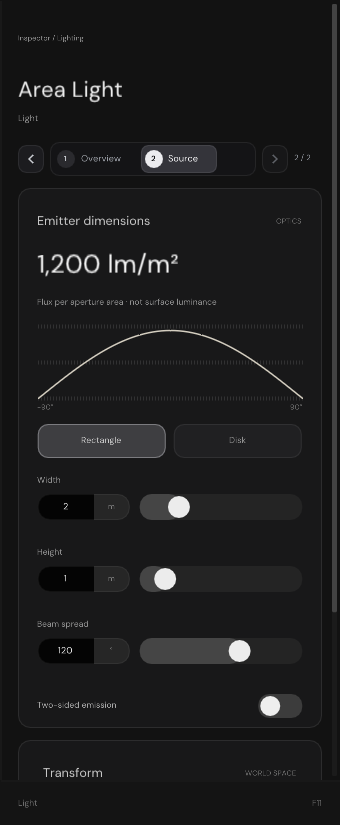 Inspector / Lighting
Area Light
Light
1 Overview 2 Source 2 / 2
Emitter dimensions OPTICS
1,200 lm/m²
Flux per aperture area · not surface luminance
-90° 90°
Rectangle Disk
Width
2 m
Height
1 m
Beam spread
120 °
Two-sided emission
Transform WORLD SPACE
Light F11